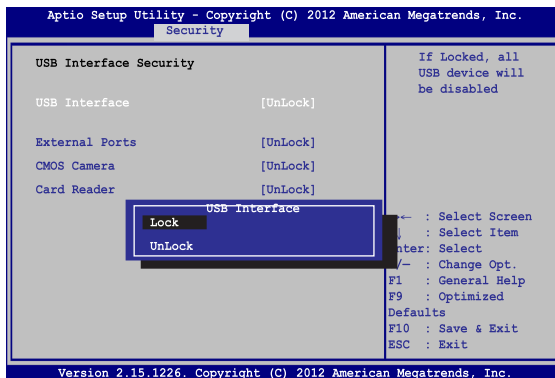 Aptio Setup Utility - Copyright (C) 2012 American Megatrends, Inc.
Security
USB Interface Security
USB Interface [UnLock]
External Ports [UnLock]
CMOS Camera [UnLock]
Card Reader [UnLock]
USB Interface
Lock
UnLock
If Locked, all
USB device will
be disabled
← : Select Screen
↓ : Select Item
nter: Select
/— : Change Opt.
F1 : General Help
F9 : Optimized
Defaults
F10 : Save & Exit
ESC : Exit
Version 2.15.1226. Copyright (C) 2012 American Megatrends, Inc.